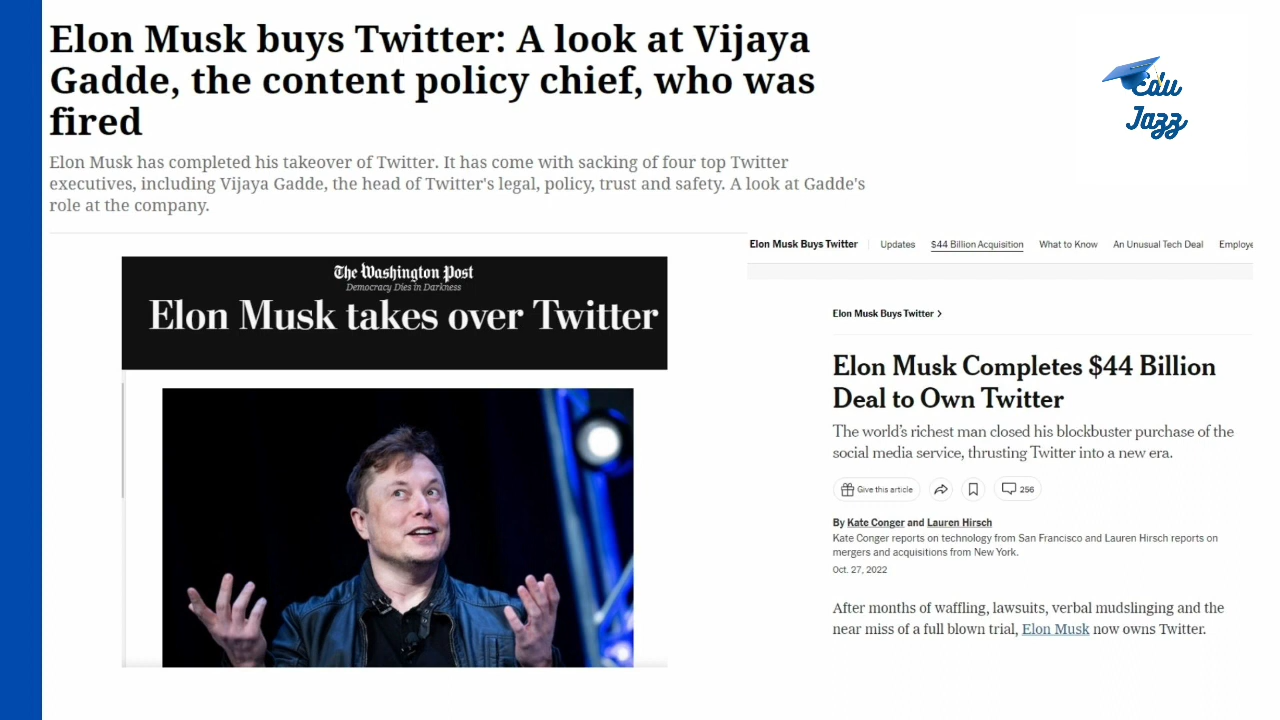 Elon Musk buys Twitter: A look at Vijaya
Gadde, the content policy chief, who was
fired
Elon Musk has completed his takeover of Twitter. It has come with sacking of four top Twitter
executives, including Vijaya Gadde, the head of Twitter's legal, policy, trust and safety. A look at Gadde's
role at the company.
Edu
Jazz
The Washington Post
Democracy Dies in Darkness
Elon Musk takes over Twitter
Elon Musk Buys Twitter Updates $44 Billion Acquisition What to Know An Unusual Tech Deal Employe
Elon Musk Buys Twitter >
Elon Musk Completes $44 Billion
Deal to Own Twitter
The world's richest man closed his blockbuster purchase of the
social media service, thrusting Twitter into a new era.
Give this article 256
By Kate Conger and Lauren Hirsch
Kate Conger reports on technology from San Francisco and Lauren Hirsch reports on
mergers and acquisitions from New York.
Oct. 27, 2022
After months of waffling, lawsuits, verbal mudslinging and the
near miss of a full blown trial, Elon Musk now owns Twitter.